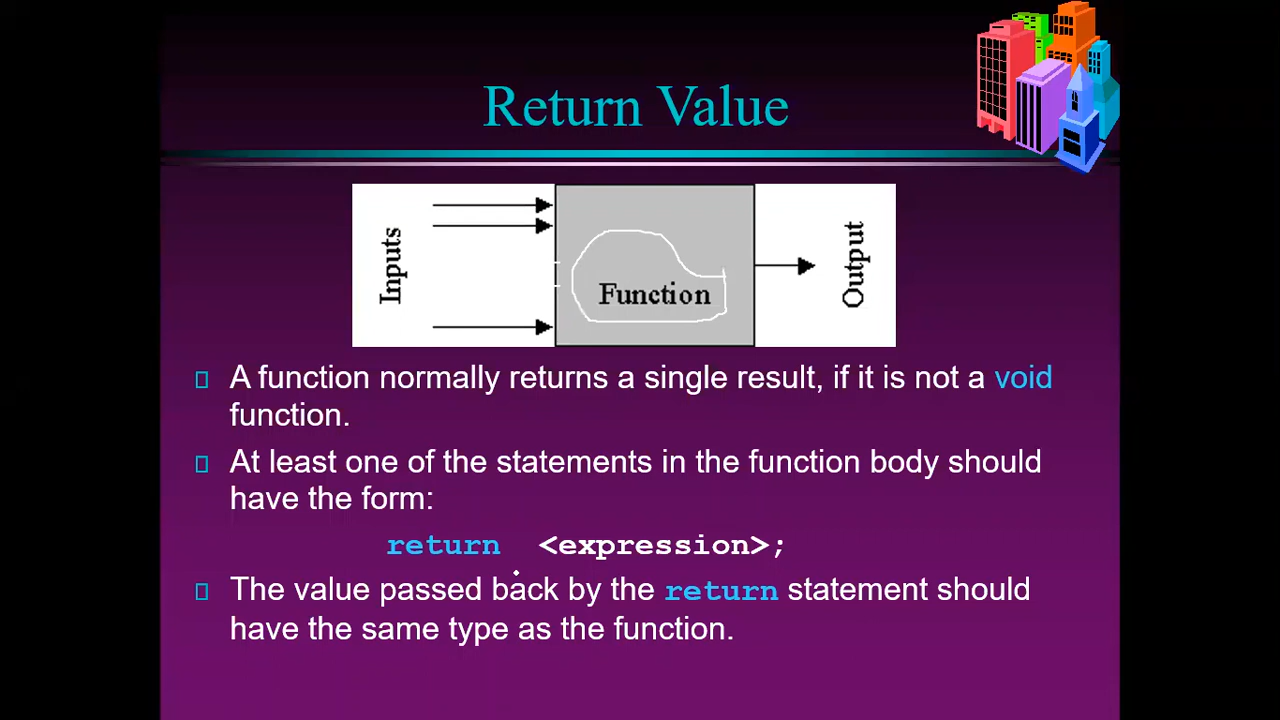 Return Value
Inputs
Function
Output
A function normally returns a single result, if it is not a void
function.
At least one of the statements in the function body should
have the form:
return <expression>;
The value passed back by the return statement should
have the same type as the function.